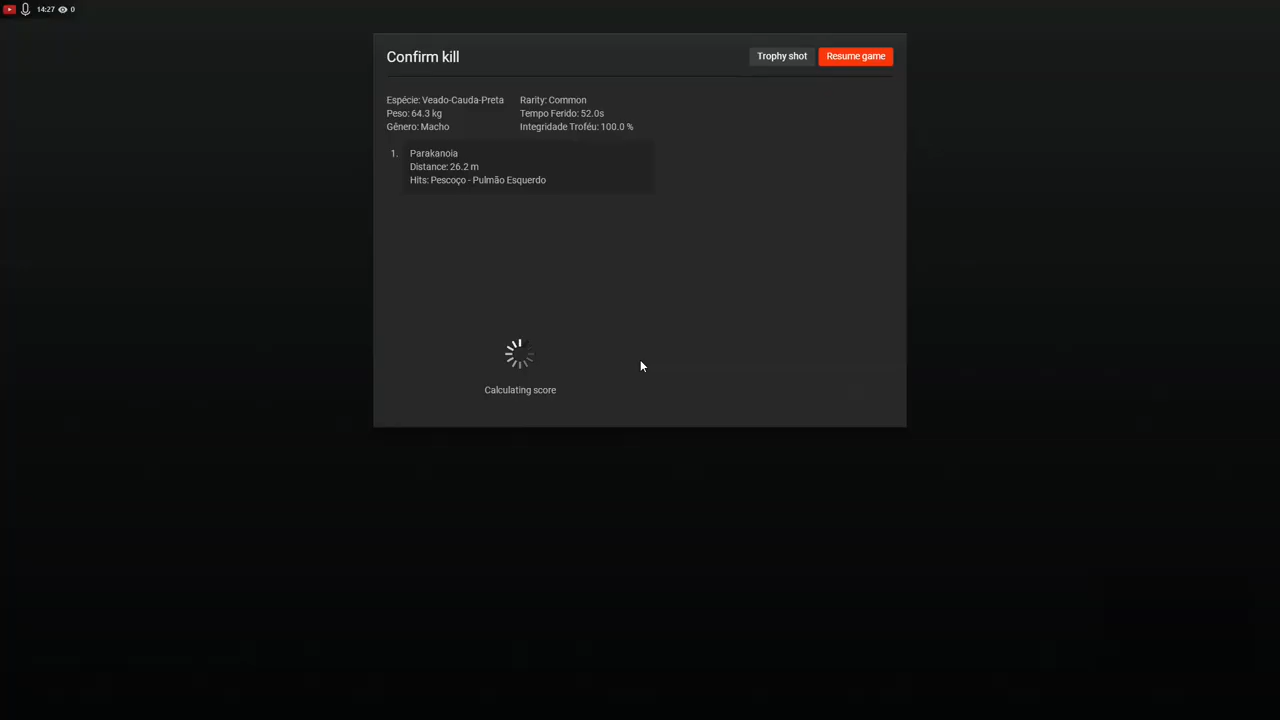 14:27 0
Confirm kill
Trophy shot
Resume game
Espécie: Veado-Cauda-Preta
Rarity: Common
Peso: 64.3 kg
Tempo Ferido: 52.0s
Gênero: Macho
Integridade Troféu: 100.0 %
1. Parakanoia
Distance: 26.2 m
Hits: Pescoço - Pulmão Esquerdo
Calculating score